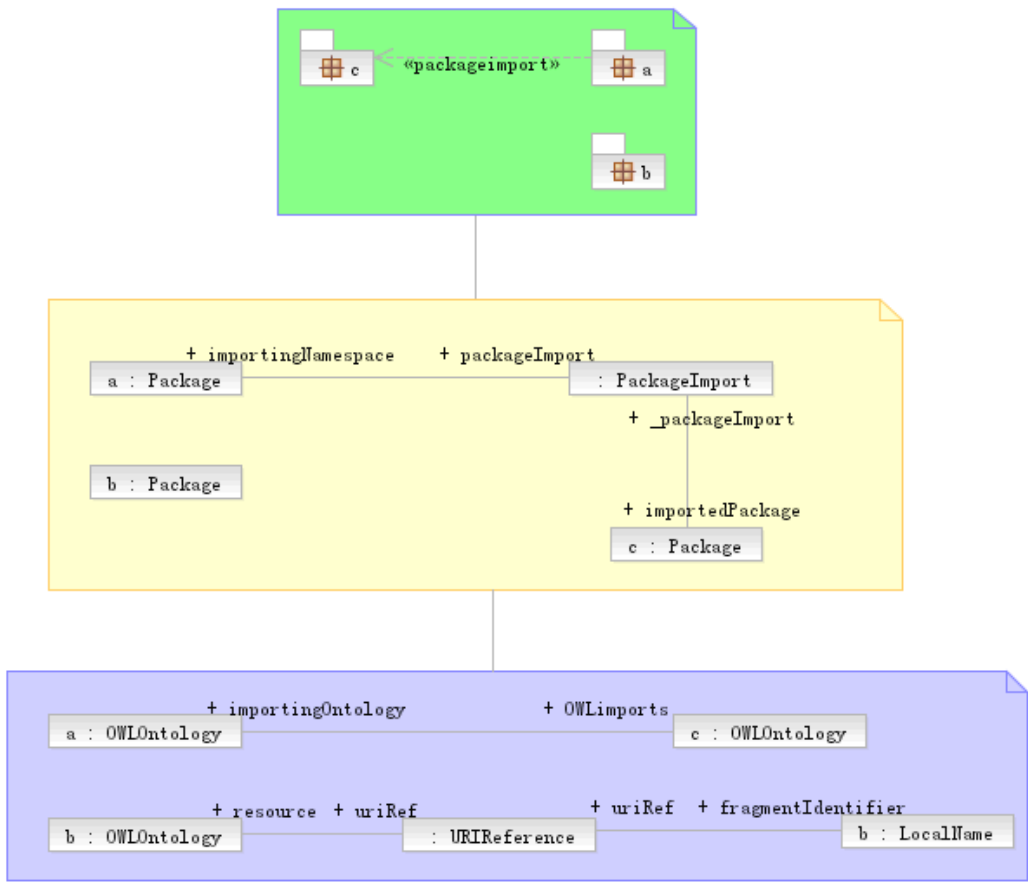 c «packageimport» a
b
+ importingNamespace + packageImport
a : Package : PackageImport
+ _packageImport
b : Package
+ importedPackage
c : Package
+ importingOntology + OWLimports
a : OWLOntology c : OWLOntology
+ resource + uriRef + uriRef + fragmentIdentifier
b : OWLOntology : URIReference b : LocalName